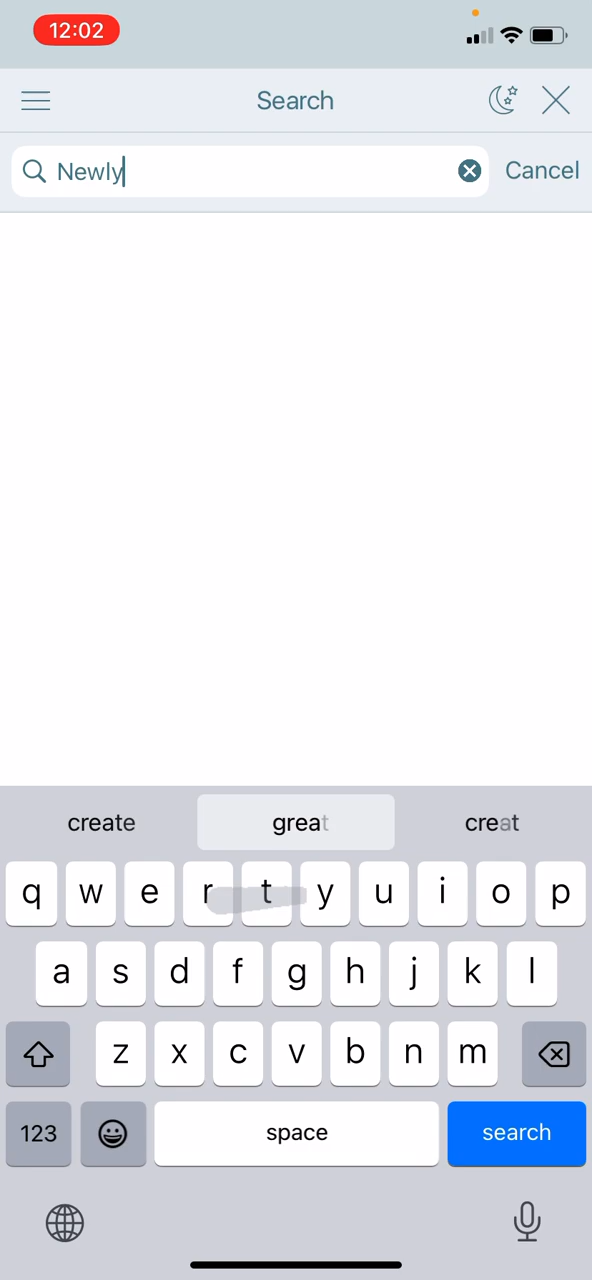 12:02
Search
Newly
Cancel
create great creat
q w e r t y u i o p
a s d f g h j k l
z x c v b n m
123 space search